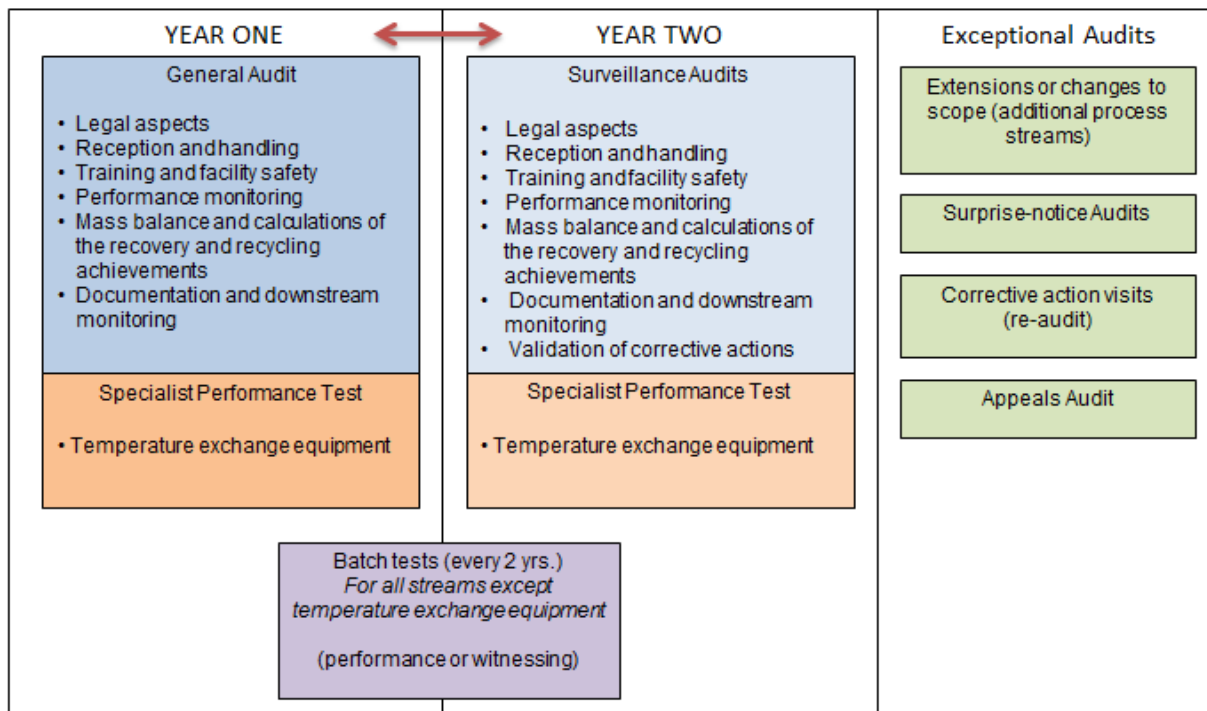 YEAR ONE
General Audit
• Legal aspects
• Reception and handling
• Training and facility safety
• Performance monitoring
• Mass balance and calculations of
the recovery and recycling
achievements
• Documentation and downstream
monitoring
Specialist Performance Test
• Temperature exchange equipment
YEAR TWO
Surveillance Audits
• Legal aspects
• Reception and handling
• Training and facility safety
• Performance monitoring
• Mass balance and calculations of
the recovery and recycling
achievements
• Documentation and downstream
monitoring
• Validation of corrective actions
Specialist Performance Test
• Temperature exchange equipment
Batch tests (every 2 yrs.)
For all streams except
temperature exchange equipment
(performance or witnessing)
Exceptional Audits
Extensions or changes to
scope (additional process
streams)
Surprise-notice Audits
Corrective action visits
(re-audit)
Appeals Audit